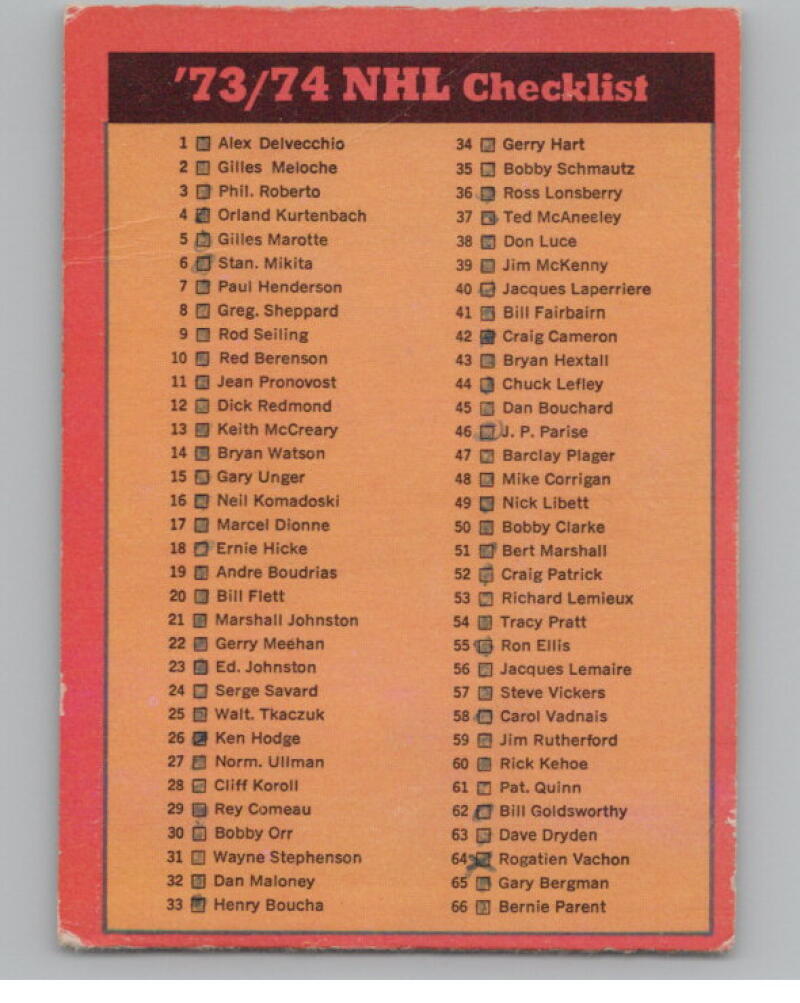 '73/74 NHL Checklist
1 Alex Delvecchio
2 Gilles Meloche
3 Phil. Roberto
4 Orland Kurtenbach
5 Gilles Marotte
6 Stan. Mikita
7 Paul Henderson
8 Greg. Sheppard
9 Rod Seiling
10 Red Berenson
11 Jean Pronovost
12 Dick Redmond
13 Keith McCreary
14 Bryan Watson
15 Gary Unger
16 Neil Komadoski
17 Marcel Dionne
18 Ernie Hicke
19 Andre Boudrias
20 Bill Flett
21 Marshall Johnston
22 Gerry Meehan
23 Ed. Johnston
24 Serge Savard
25 Walt. Tkaczuk
26 Ken Hodge
27 Norm. Ullman
28 Cliff Koroll
29 Rey Comeau
30 Bobby Orr
31 Wayne Stephenson
32 Dan Maloney
33 Henry Boucha
34 Gerry Hart
35 Bobby Schmautz
36 Ross Lonsberry
37 Ted McAneeley
38 Don Luce
39 Jim McKenny
40 Jacques Laperriere
41 Bill Fairbairn
42 Craig Cameron
43 Bryan Hextall
44 Chuck Lefley
45 Dan Bouchard
46 J. P. Parise
47 Barclay Plager
48 Mike Corrigan
49 Nick Libett
50 Bobby Clarke
51 Bert Marshall
52 Craig Patrick
53 Richard Lemieux
54 Tracy Pratt
55 Ron Ellis
56 Jacques Lemaire
57 Steve Vickers
58 Carol Vadnais
59 Jim Rutherford
60 Rick Kehoe
61 Pat. Quinn
62 Bill Goldsworthy
63 Dave Dryden
64 Rogatien Vachon
65 Gary Bergman
66 Bernie Parent